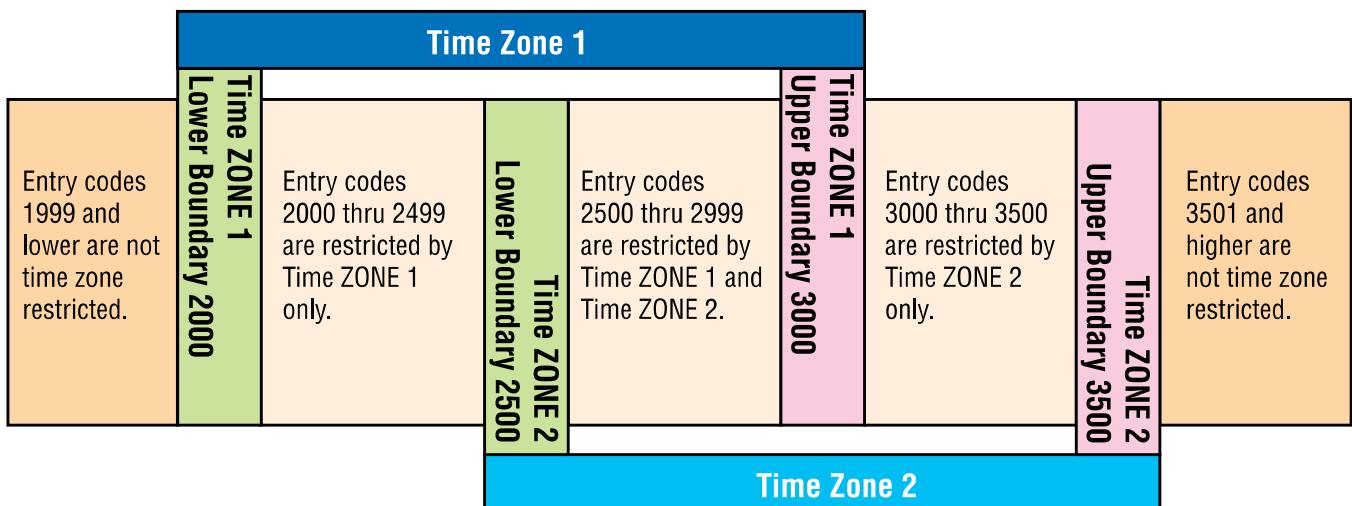 Time Zone 1
Entry codes
1999 and
lower are not
time zone
restricted.
Time ZONE 1
Lower Boundary 2000
Entry codes
2000 thru 2499
are restricted by
Time ZONE 1
only.
Time ZONE 2
Lower Boundary 2500
Entry codes
2500 thru 2999
are restricted by
Time ZONE 1 and
Time ZONE 2.
Time ZONE 1
Upper Boundary 3000
Entry codes
3000 thru 3500
are restricted by
Time ZONE 2
only.
Time ZONE 2
Upper Boundary 3500
Entry codes
3501 and
higher are
not time zone
restricted.
Time Zone 2